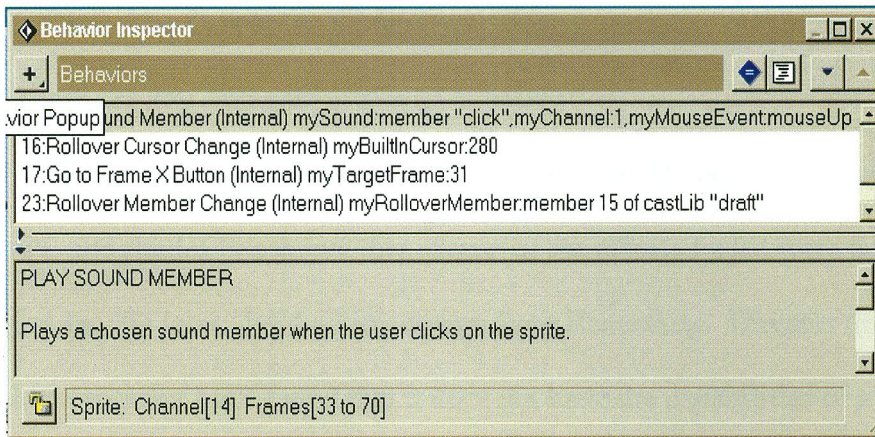 Behavior Inspector
Behaviors
vior Popup und Member (Internal) mySound:member "click",myChannel:1,myMouseEvent:mouseUp
16:Rollover Cursor Change (Internal) myBuiltInCursor:280
17:Go to Frame X Button (Internal) myTargetFrame:31
23:Rollover Member Change (Internal) myRolloverMember:member 15 of castLib "draft"
PLAY SOUND MEMBER
Plays a chosen sound member when the user clicks on the sprite.
Sprite: Channel[14] Frames[33 to 70]